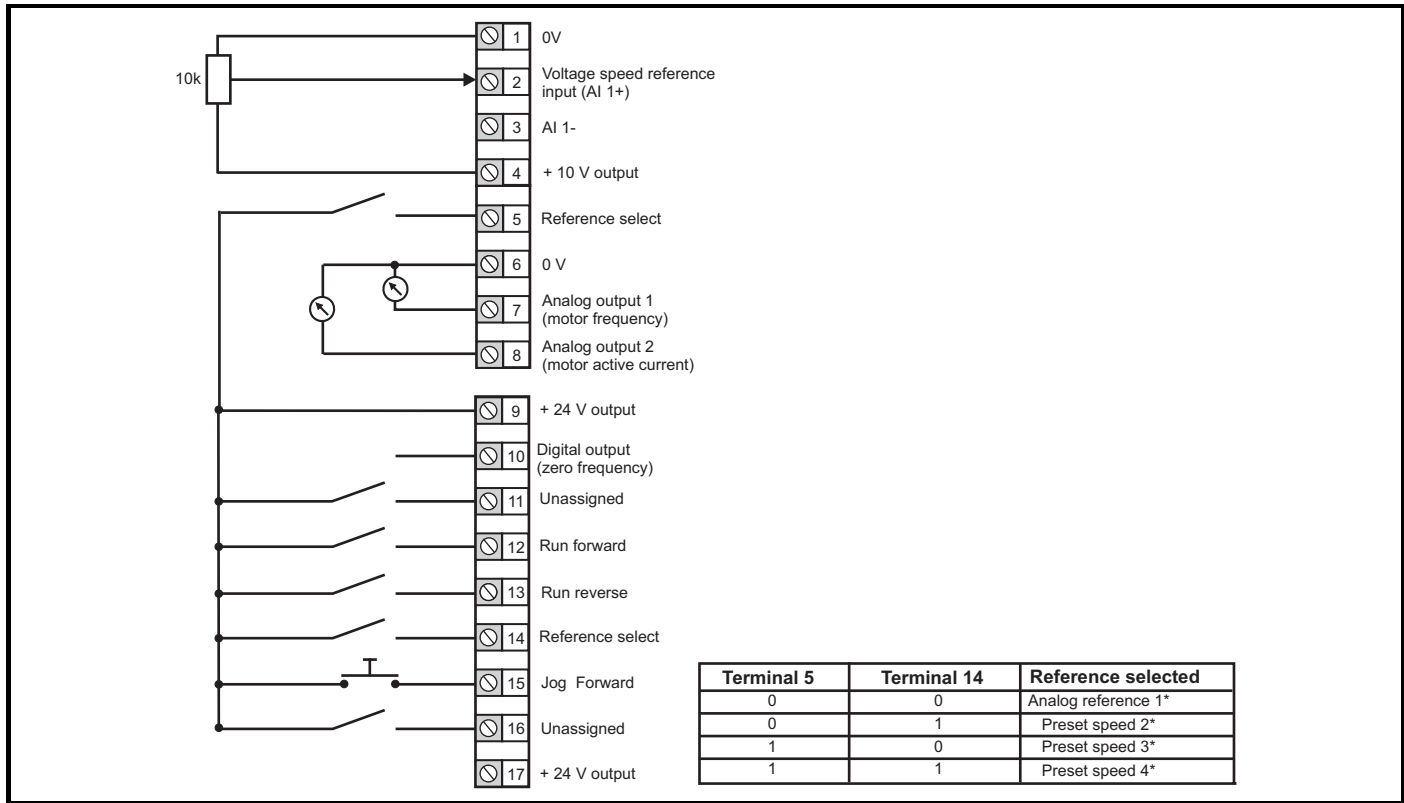 1 0V
10k
2 Voltage speed reference
input (AI 1+)
3 AI 1-
4 + 10 V output
5 Reference select
6 0 V
7 Analog output 1
(motor frequency)
8 Analog output 2
(motor active current)
9 + 24 V output
10 Digital output
(zero frequency)
11 Unassigned
12 Run forward
13 Run reverse
14 Reference select
15 Jog Forward
16 Unassigned
17 + 24 V output
Terminal 5 Terminal 14 Reference selected
0 0 Analog reference 1*
0 1 Preset speed 2*
1 0 Preset speed 3*
1 1 Preset speed 4*